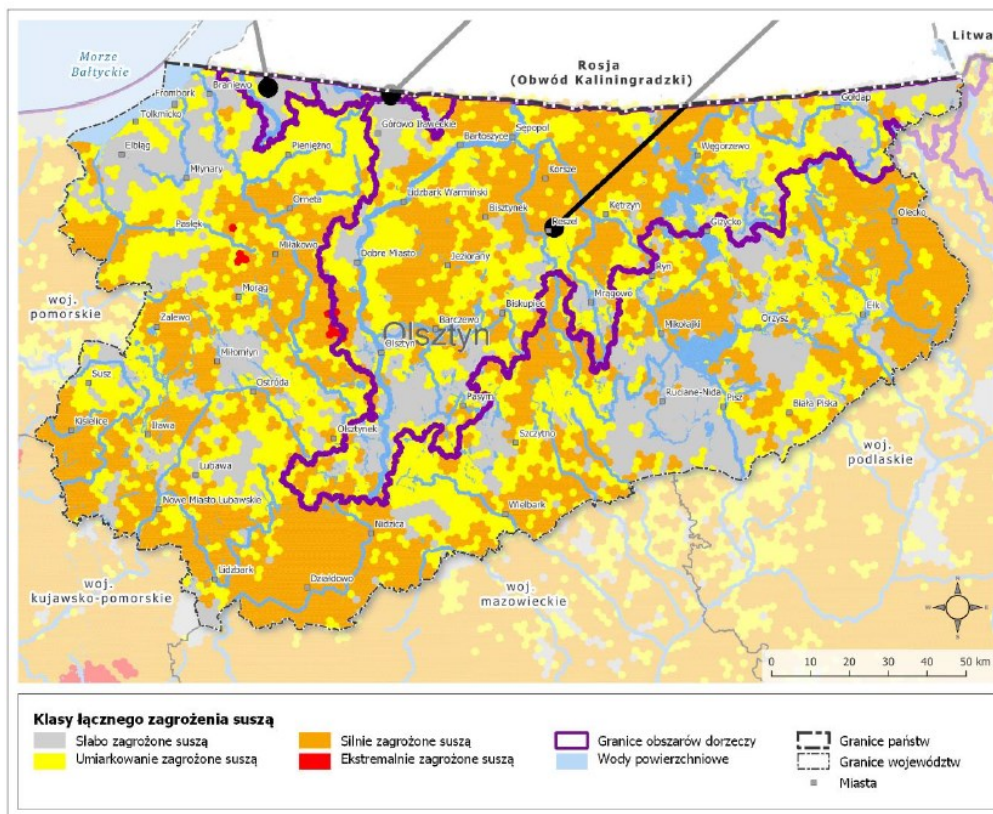 Morze
Bałtyckie
Rosja
(Obwód Kaliningradzki)
Litwa
Braniewo
Frombork
Tolkmicko
Gołdap
Górowo Iławeckie
Sępopol
Bartoszyce
Elbląg
Pieniężno
Węgorzewo
Młynary
Korsze
Lidzbark Warmiński
Orneta
Bisztynek
Kętrzyn
Reszel
Giżycko
Olecko
Pasłęk
Miłakowo
Dobre Miasto
Jeziorany
Ryn
woj.
pomorskie
Morąg
Biskupiec
Mrągowo
Ełk
Zalewo
Barczewo
Olsztyn
Mikołajki
Orzysz
Olsztyn
Miłomłyn
Susz
Ostróda
Pasym
Ruciane-Nida
Pisz
Biała Piska
Kisielice
Iława
Olsztynek
Szczytno
Lubawa
woj.
podlaskie
Nowe Miasto Lubawskie
Wielbark
Nidzica
Lidzbark
Działdowo
woj.
kujawsko-pomorskie
woj.
mazowieckie
0 10 20 30 40 50 km
Klasy łącznego zagrożenia suszą
Słabo zagrożone suszą
Umiarkowanie zagrożone suszą
Silnie zagrożone suszą
Ekstremalnie zagrożone suszą
Granice obszarów dorzeczy
Wody powierzchniowe
Granice państw
Granice województw
Miasta